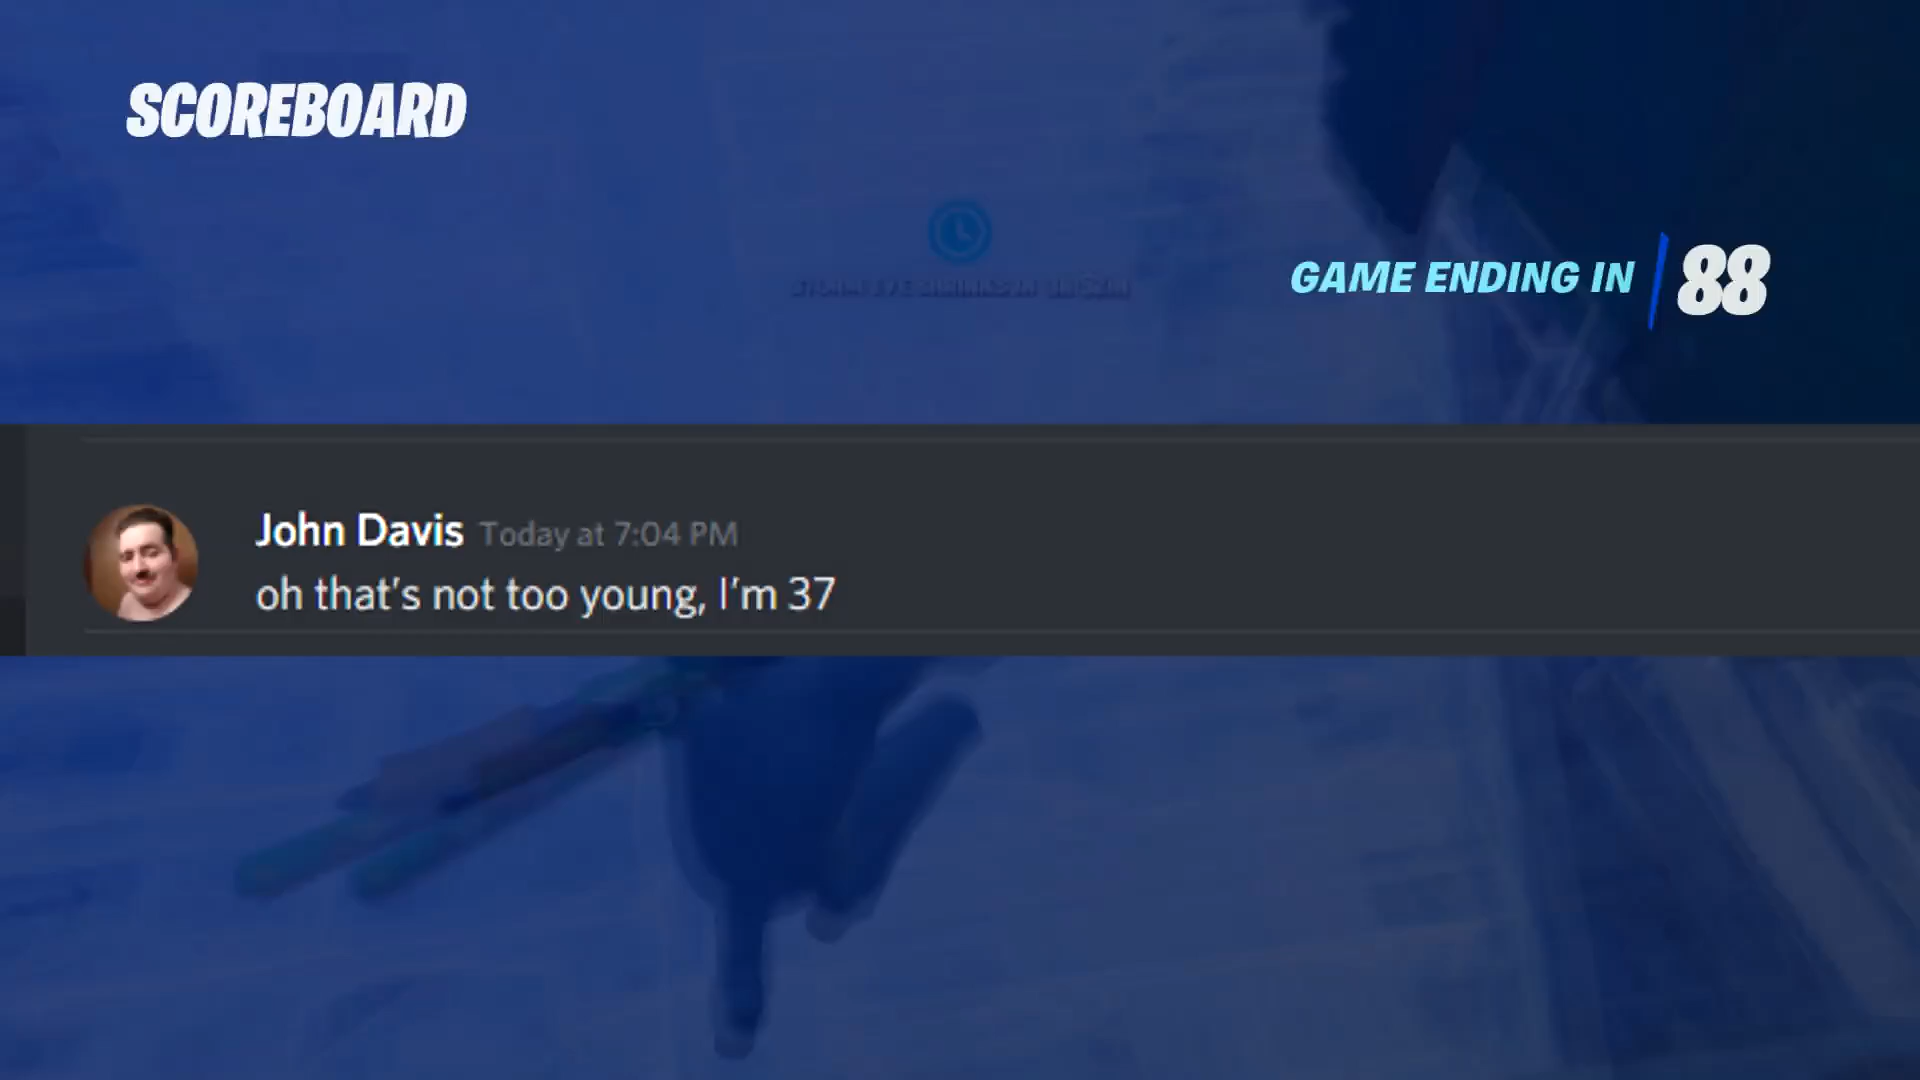 SCOREBOARD
GAME ENDING IN 88
John Davis Today at 7:04 PM
oh that's not too young, I'm 37